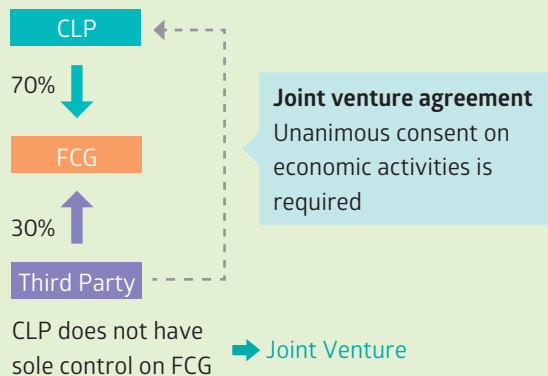 CLP
70%
Joint venture agreement
Unanimous consent on
economic activities is
required
FCG
30%
Third Party
CLP does not have
sole control on FCG
Joint Venture